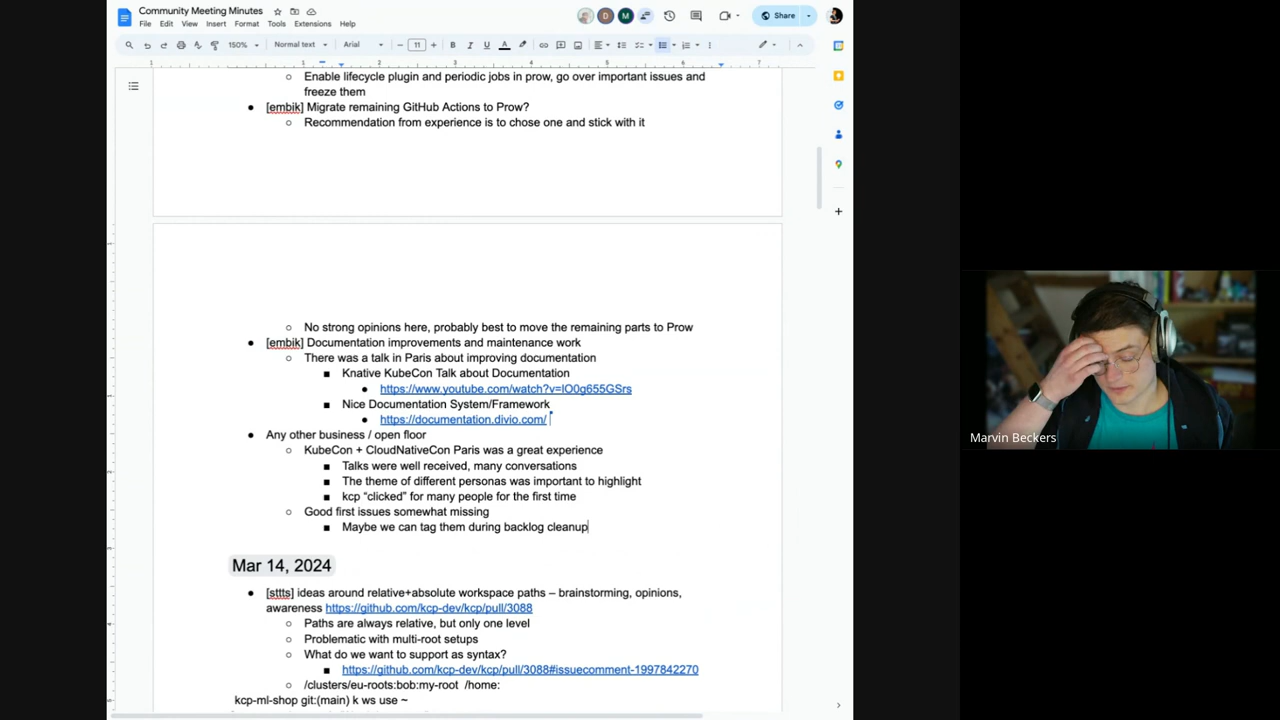 Community Meeting Minutes
File Edit View Insert Format Tools Extensions Help
D M
Share
150% Normal text Arial 11 B I U A
1 1 2 3 4 5 6 7
Enable lifecycle plugin and periodic jobs in prow, go over important issues and
freeze them
[embik] Migrate remaining GitHub Actions to Prow?
Recommendation from experience is to chose one and stick with it
No strong opinions here, probably best to move the remaining parts to Prow
[embik] Documentation improvements and maintenance work
There was a talk in Paris about improving documentation
Knative KubeCon Talk about Documentation
https://www.youtube.com/watch?v=lO0g655GSrs
Nice Documentation System/Framework
https://documentation.divio.com/
Any other business / open floor
KubeCon + CloudNativeCon Paris was a great experience
Talks were well received, many conversations
The theme of different personas was important to highlight
kcp “clicked” for many people for the first time
Good first issues somewhat missing
Maybe we can tag them during backlog cleanup
Mar 14, 2024
[sttts] ideas around relative+absolute workspace paths – brainstorming, opinions,
awareness https://github.com/kcp-dev/kcp/pull/3088
Paths are always relative, but only one level
Problematic with multi-root setups
What do we want to support as syntax?
https://github.com/kcp-dev/kcp/pull/3088#issuecomment-1997842270
/clusters/eu-roots:bob:my-root /home:
kcp-ml-shop git:(main) k ws use ~
Marvin Beckers